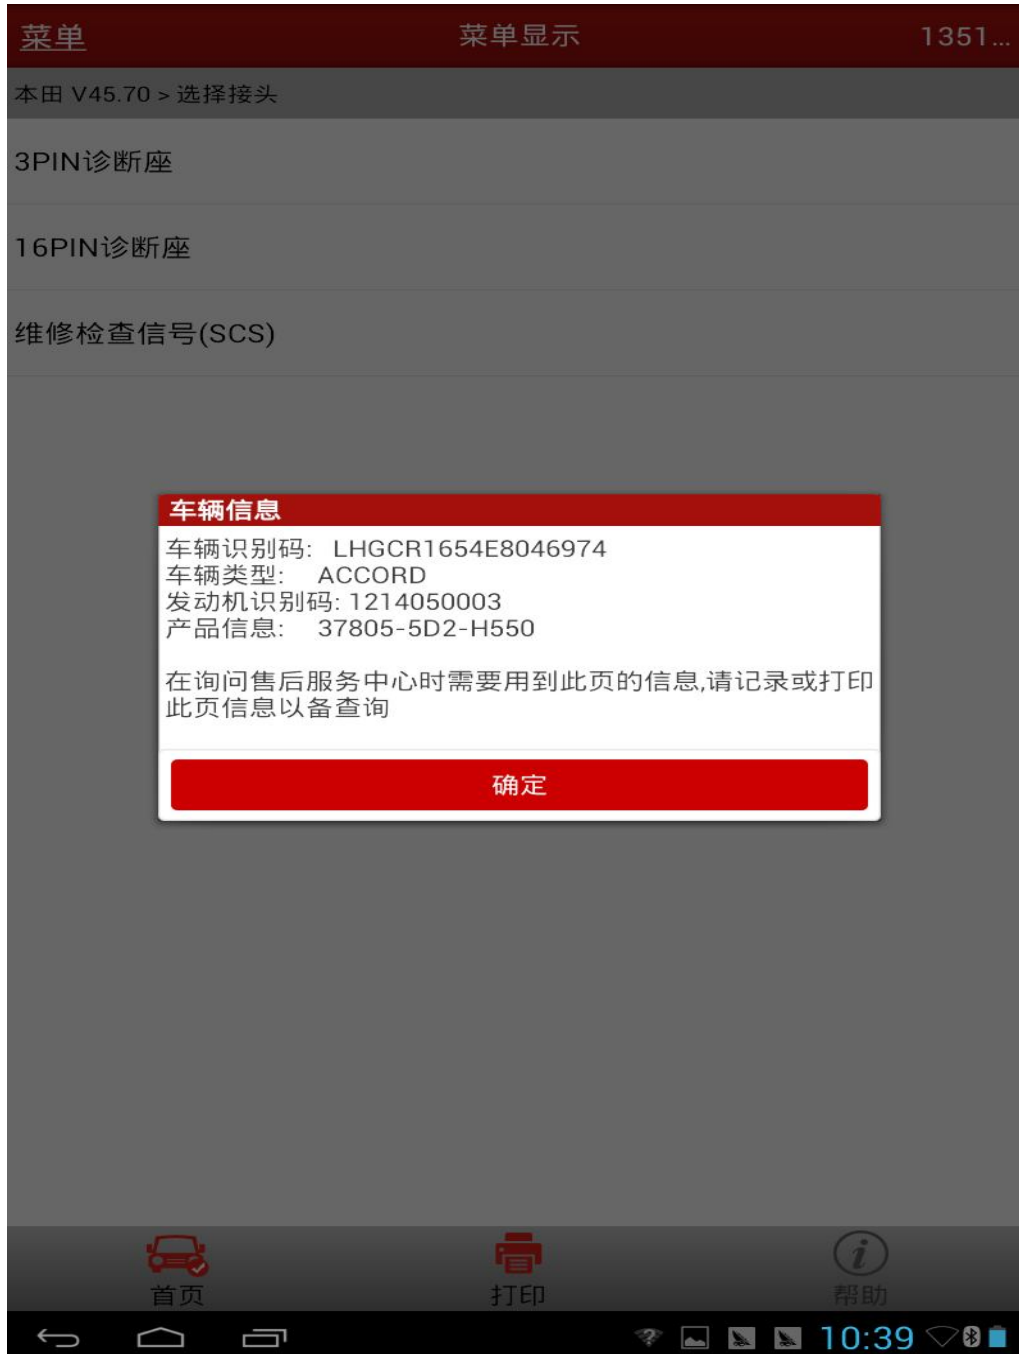 菜单
菜单显示
1351...
本田 V45.70 > 选择接头
3PIN诊断座
16PIN诊断座
维修检查信号(SCS)
车辆信息
车辆识别码: LHGCR1654E8046974
车辆类型: ACCORD
发动机识别码: 1214050003
产品信息: 37805-5D2-H550
在询问售后服务中心时需要用到此页的信息,请记录或打印
此页信息以备查询
确定
首页
打印
帮助
10:39